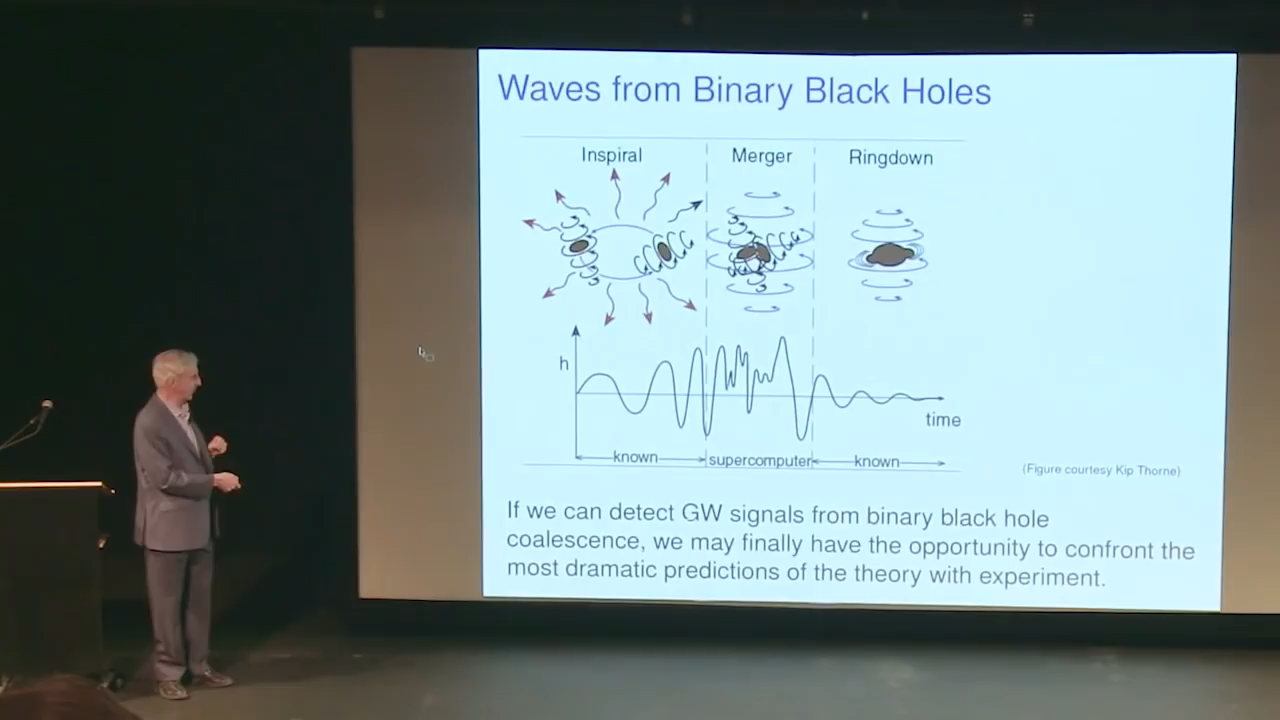 Waves from Binary Black Holes
Inspiral
Merger
Ringdown
h
time
known
supercomputer
known
(Figure courtesy Kip Thorne)
If we can detect GW signals from binary black hole
coalescence, we may finally have the opportunity to confront the
most dramatic predictions of the theory with experiment.